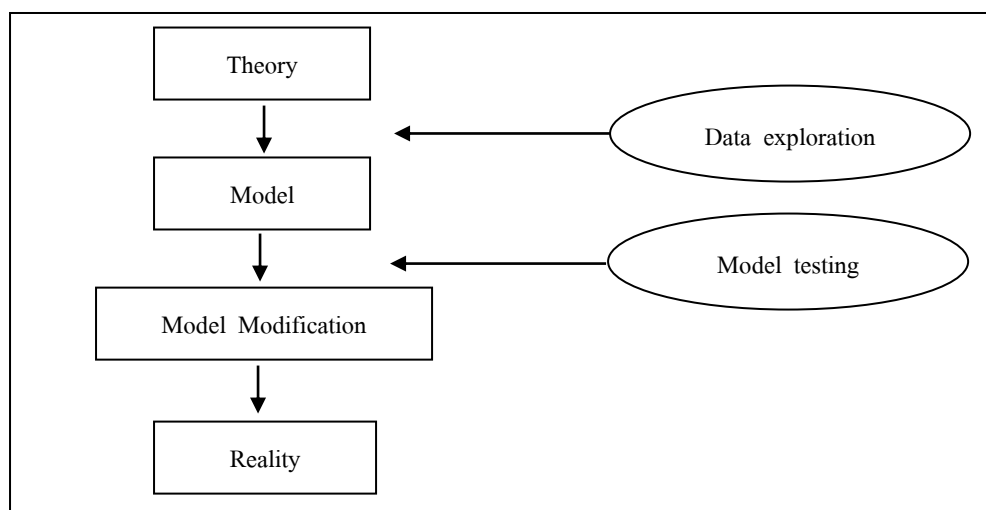 Theory
Data exploration
Model
Model testing
Model Modification
Reality